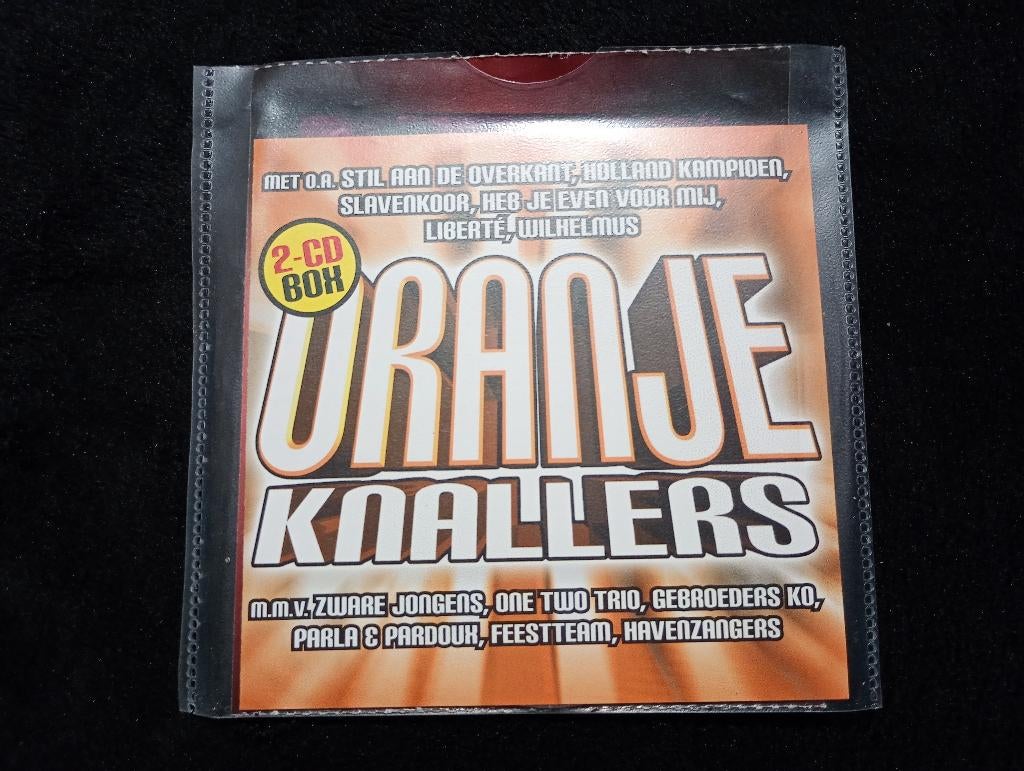 MET O.A. STIL AAN DE OVERKANT, HOLLAND KAMPIOEN,
SLAVENKOOR, HEB JE EVEN VOOR MIJ,
LIBERTÉ, WILHELMUS
2-CD
BOX
ORANJE
KNALLERS
M.M.V. ZWARE JONGENS, ONE TWO TRIO, GEBROEDERS KO,
PARLA & PARDOUX, FEESTTEAM, HAVENZANGERS